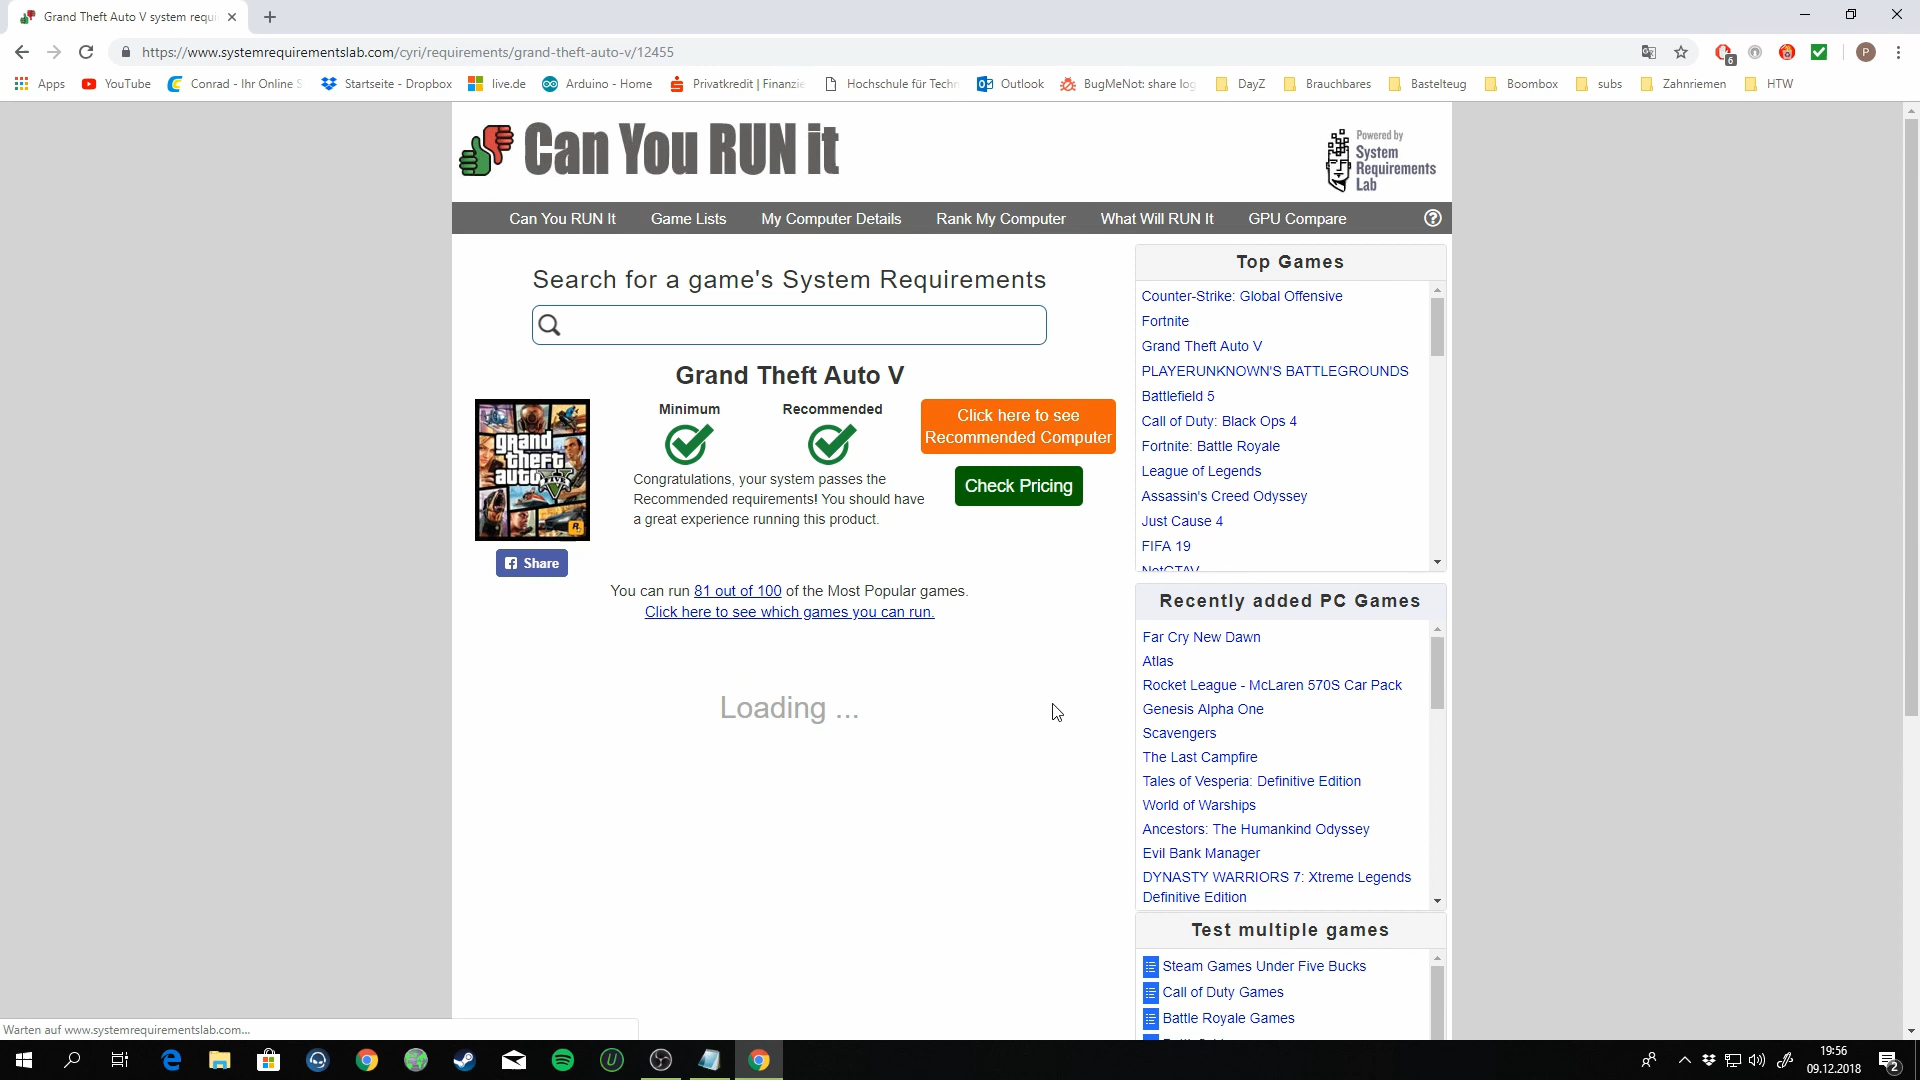 Grand Theft Auto V system requi
https://www.systemrequirementslab.com/cyri/requirements/grand-theft-auto-v/12455
6
P
Apps YouTube Conrad - Ihr Online S Startseite - Dropbox live.de Arduino - Home Privatkredit | Finanzie Hochschule für Techn Outlook BugMeNot: share log DayZ Brauchbares Bastelteug Boombox subs Zahnriemen HTW
Can You RUN it
Powered by
System
Requirements
Lab
Can You RUN It Game Lists My Computer Details Rank My Computer What Will RUN It GPU Compare
Search for a game's System Requirements
Grand Theft Auto V
grand
theft
auto
FIVE
Minimum Recommended
Click here to see
Recommended Computer
Congratulations, your system passes the
Recommended requirements! You should have
a great experience running this product.
Check Pricing
Share
You can run 81 out of 100 of the Most Popular games.
Click here to see which games you can run.
Loading ...
Top Games
Counter-Strike: Global Offensive
Fortnite
Grand Theft Auto V
PLAYERUNKNOWN'S BATTLEGROUNDS
Battlefield 5
Call of Duty: Black Ops 4
Fortnite: Battle Royale
League of Legends
Assassin's Creed Odyssey
Just Cause 4
FIFA 19
NotGTAV
Recently added PC Games
Far Cry New Dawn
Atlas
Rocket League - McLaren 570S Car Pack
Genesis Alpha One
Scavengers
The Last Campfire
Tales of Vesperia: Definitive Edition
World of Warships
Ancestors: The Humankind Odyssey
Evil Bank Manager
DYNASTY WARRIORS 7: Xtreme Legends
Definitive Edition
Test multiple games
Steam Games Under Five Bucks
Call of Duty Games
Battle Royale Games
Warten auf www.systemrequirementslab.com...
19:56
09.12.2018
2